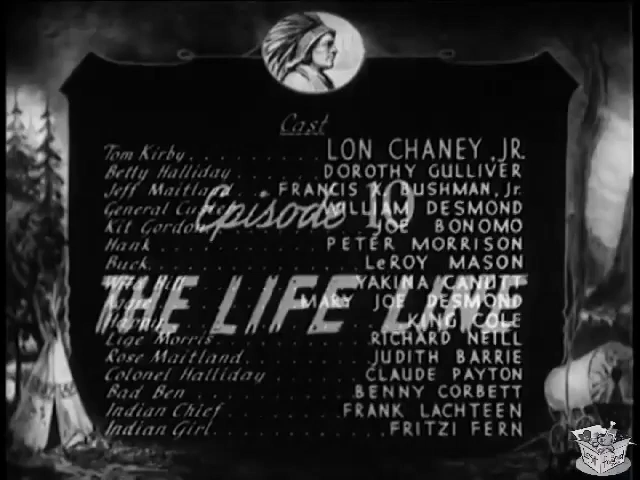 Cast
Tom Kirby . . . . . . . . . . LON CHANEY, JR.
Betty Halliday . . . . . . . DOROTHY GULLIVER
Jeff Maitland . . . . FRANCIS X. BUSHMAN, Jr.
General Custer . . . . . . . WILLIAM DESMOND
Episode 10
Kit Gordon . . . . . . . . . . JOE BONOMO
Hank . . . . . . . . . . . . PETER MORRISON
Buck . . . . . . . . . . . . . LeROY MASON
YAKINA CANUTT
THE LIFE LINE
MARY JOE DESMOND
KING COLE
Lige Morris . . . . . . . . . RICHARD NEILL
Rose Maitland . . . . . . . . JUDITH BARRIE
Colonel Halliday . . . . . . . CLAUDE PAYTON
Bad Ben . . . . . . . . . . . BENNY CORBETT
Indian Chief . . . . . . . . FRANK LACHTEEN
Indian Girl . . . . . . . . . . FRITZI FERN